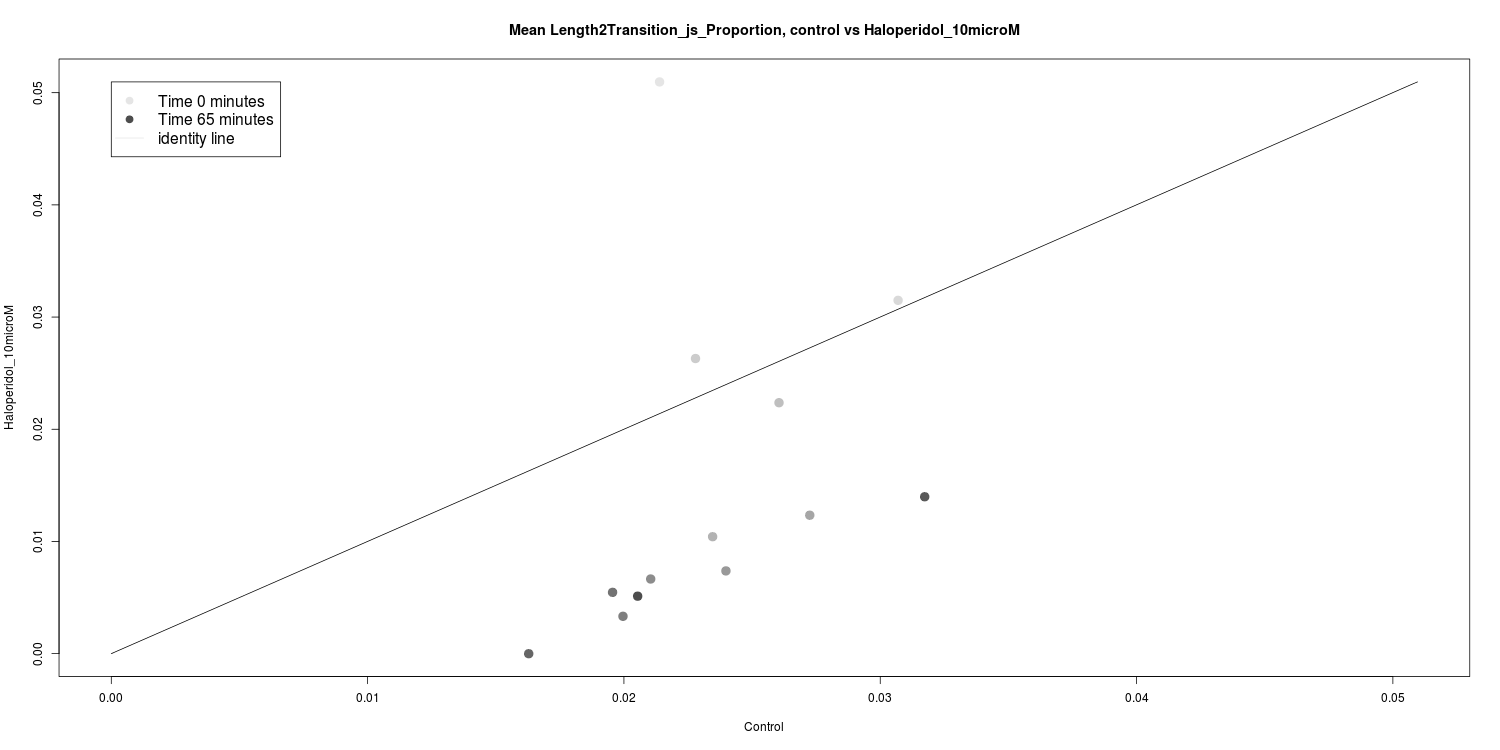 Mean Length2Transition_js_Proportion, control vs Haloperidol_10microM
Time 0 minutes
Time 65 minutes
identity line
Haloperidol_10microM
0.05
0.04
0.03
0.02
0.01
0.00
0.00 0.01 0.02 0.03 0.04 0.05
Control